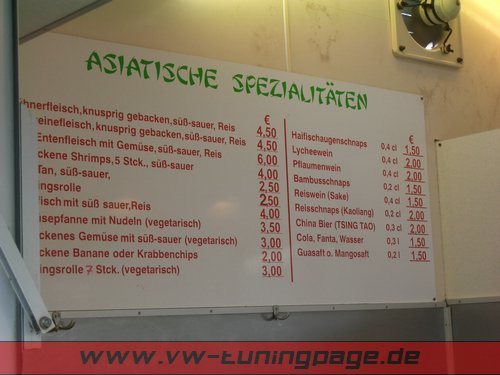 ASIATISCHE SPEZIALITÄTEN
€
hnerfleisch,knusprig gebacken,süß-sauer, Reis 4,50
einefleisch,knusprig gebacken,süß-sauer, Reis 4,50
Entenfleisch mit Gemüse,süß-sauer, Reis 6,00
ckene Shrimps,5 Stck., süß-sauer 4,00
Tan, süß-sauer, 2,50
ingsrolle 2,50
fisch mit süß sauer,Reis 4,00
sepfanne mit Nudeln (vegetarisch) 3,50
ckenes Gemüse mit süß-sauer (vegetarisch) 3,00
ckene Banane oder Krabbenchips 2,00
ingsrolle 7 Stck. (vegetarisch) 3,00
€
Haifischaugenschnaps 0,4 cl 1,50
Lycheewein 0,4 cl 2,00
Pflaumenwein 0,4 cl 2,00
Bambusschnaps 0,2 cl 1,50
Reiswein (Sake) 0,4 cl 1,50
Reisschnaps (Kaoliang) 0,2 cl 2,00
China Bier (TSING TAO) 0,3 cl 2,00
Cola, Fanta, Wasser 0,3 l 1,50
Guasaft o. Mangosaft 0,2 l 1,50
www.vw-tuningpage.de